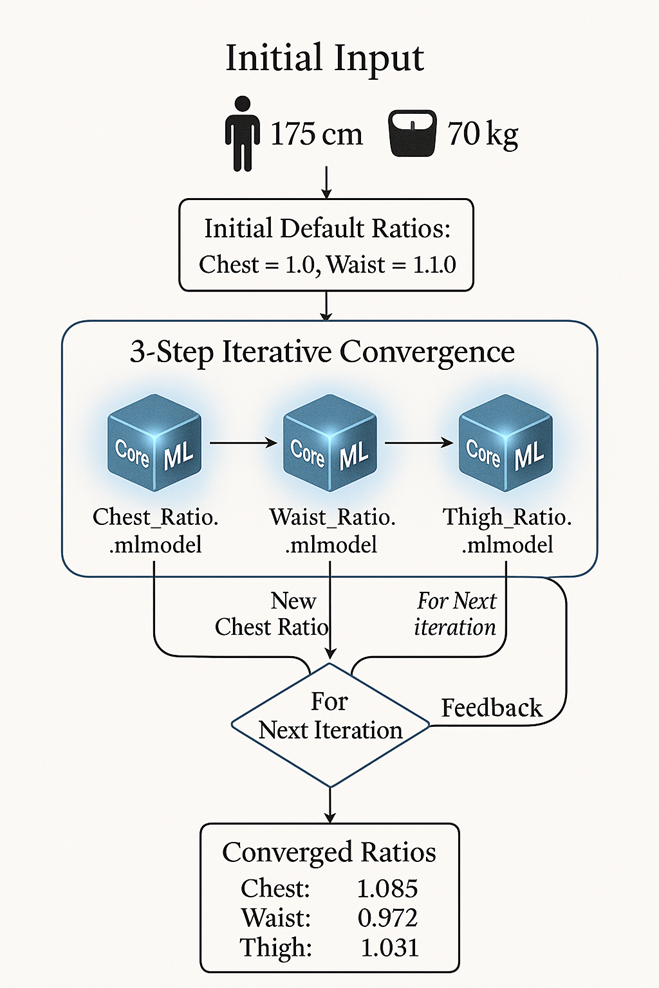 Initial Input
175 cm 70 kg
Initial Default Ratios:
Chest = 1.0, Waist = 1.1.0
3-Step Iterative Convergence
Core ML Core ML Core ML
Chest_Ratio. Waist_Ratio. Thigh_Ratio.
.mlmodel .mlmodel .mlmodel
New For Next
Chest Ratio iteration
For
Next Iteration
Feedback
Converged Ratios
Chest: 1.085
Waist: 0.972
Thigh: 1.031